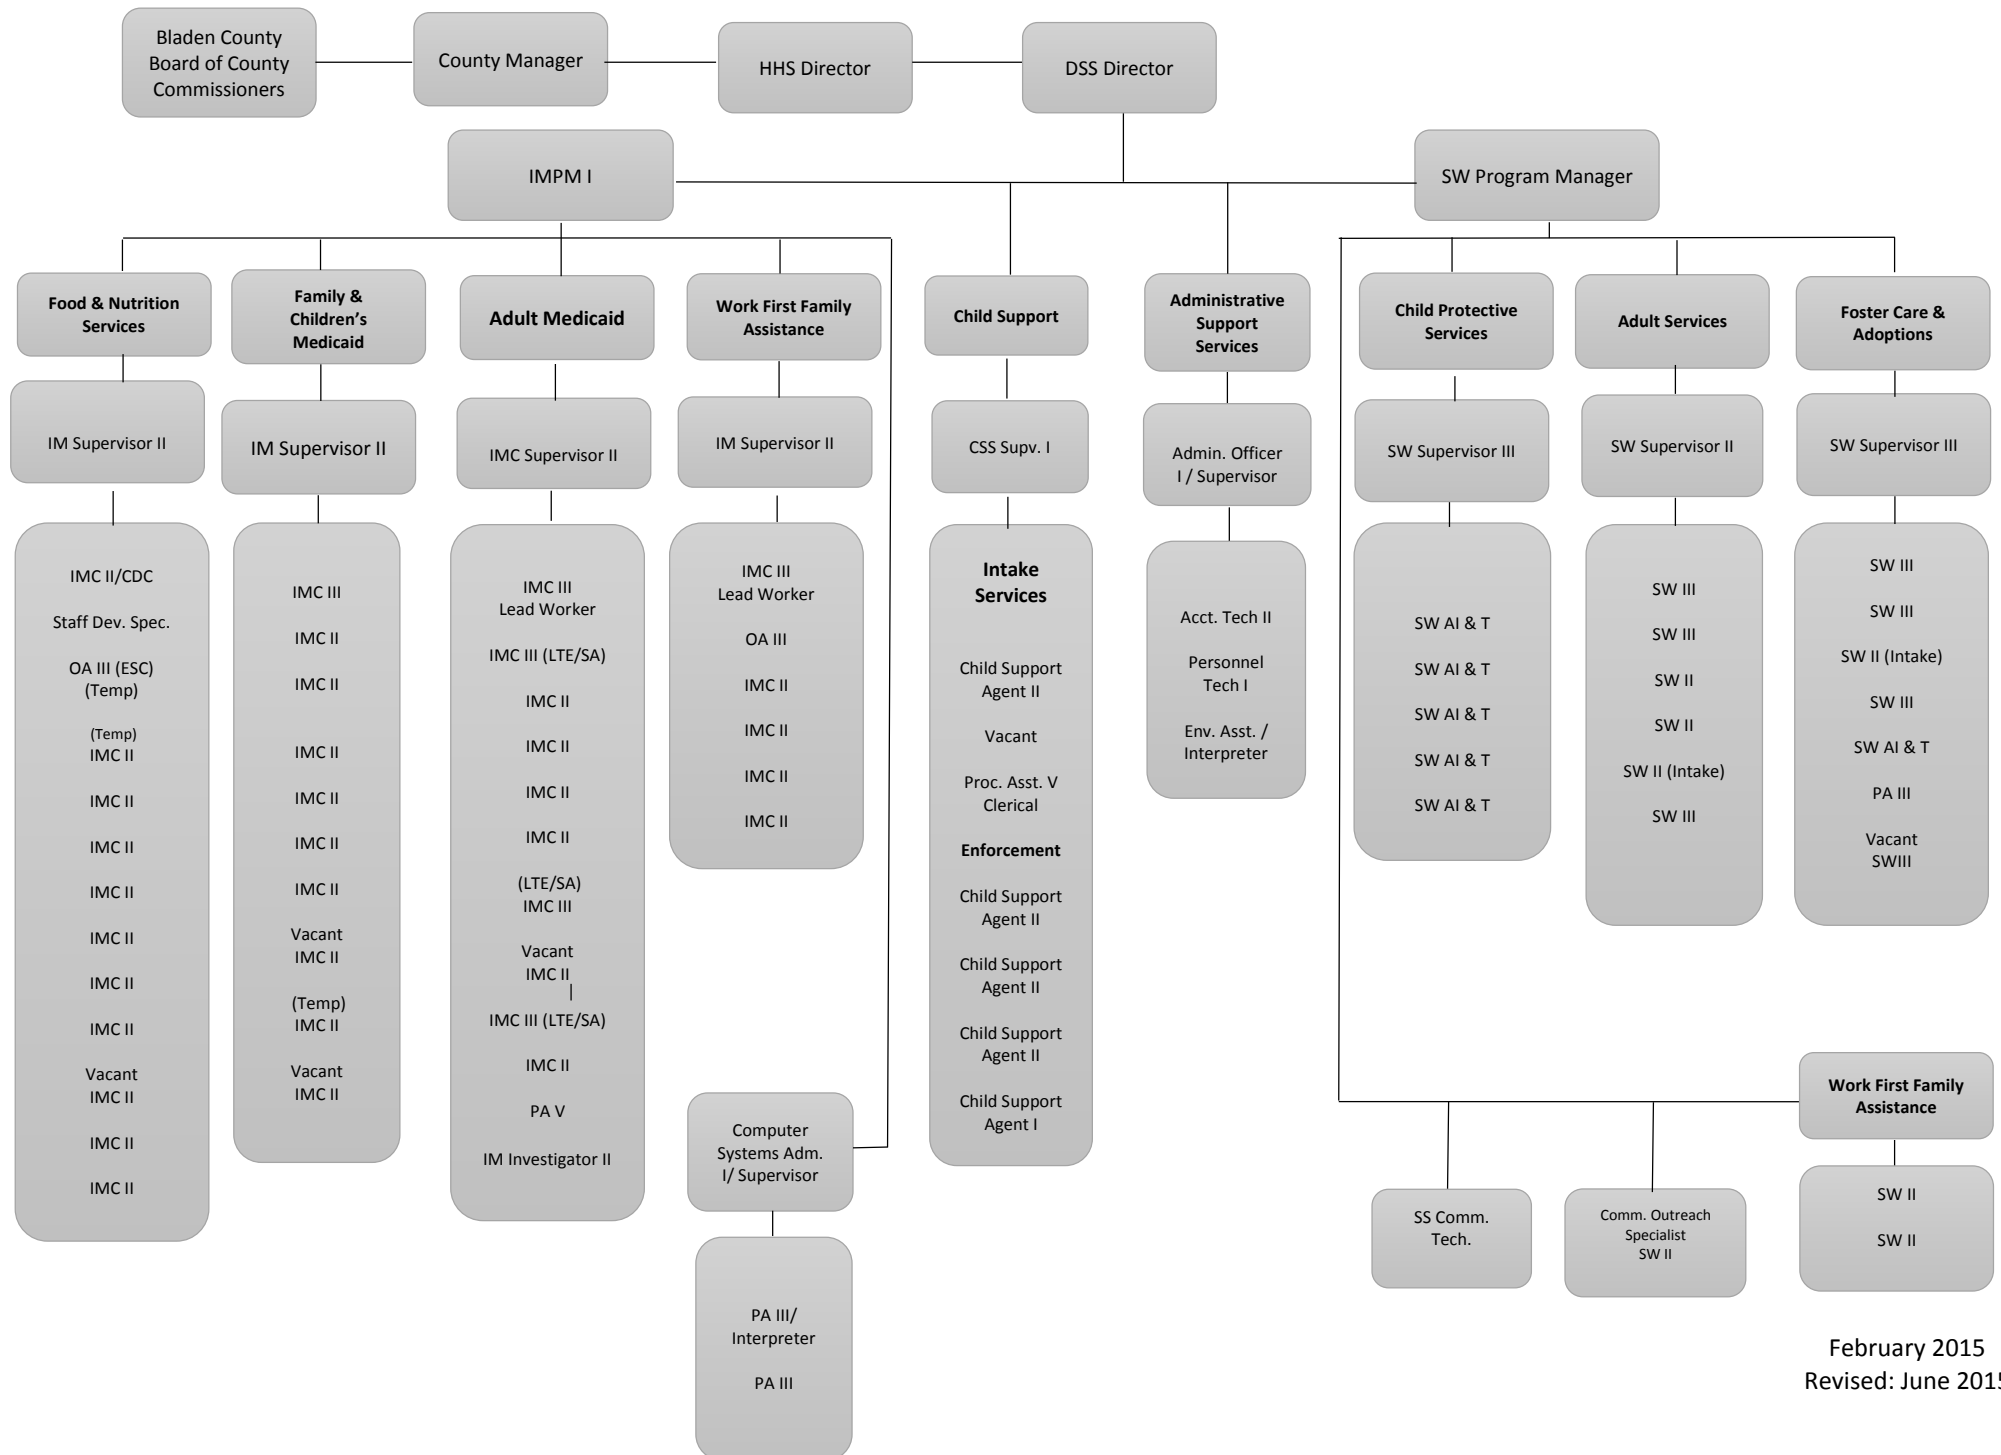 Bladen County
Board of County
Commissioners
County Manager
HHS Director
DSS Director
IMPM I
SW Program Manager
Food & Nutrition
Services
Family &
Children's
Medicaid
Adult Medicaid
Work First Family
Assistance
Child Support
Administrative
Support
Services
Child Protective
Services
Adult Services
Foster Care &
Adoptions
IM Supervisor II
IM Supervisor II
IMC Supervisor II
IM Supervisor II
CSS Supv. I
Admin. Officer
I / Supervisor
SW Supervisor III
SW Supervisor II
SW Supervisor III
IMC II/CDC
Staff Dev. Spec.
OA III (ESC)
(Temp)
(Temp)
IMC II
IMC II
IMC II
IMC II
IMC II
IMC II
IMC II
Vacant
IMC II
IMC II
IMC II
IMC III
IMC II
IMC II
IMC II
IMC II
IMC II
IMC II
Vacant
IMC II
(Temp)
IMC II
Vacant
IMC II
IMC III
Lead Worker
IMC III (LTE/SA)
IMC II
IMC II
IMC II
IMC II
(LTE/SA)
IMC III
Vacant
IMC II
IMC III (LTE/SA)
IMC II
PA V
IM Investigator II
IMC III
Lead Worker
OA III
IMC II
IMC II
IMC II
IMC II
Computer
Systems Adm.
I/ Supervisor
PA III/
Interpreter
PA III
Intake
Services
Child Support
Agent II
Vacant
Proc. Asst. V
Clerical
Enforcement
Child Support
Agent II
Child Support
Agent II
Child Support
Agent II
Child Support
Agent I
Acct. Tech II
Personnel
Tech I
Env. Asst. /
Interpreter
SW AI & T
SW AI & T
SW AI & T
SW AI & T
SW AI & T
SW III
SW III
SW II
SW II
SW II (Intake)
SW III
SW III
SW III
SW II (Intake)
SW III
SW AI & T
PA III
Vacant
SWIII
Work First Family
Assistance
SS Comm.
Tech.
Comm. Outreach
Specialist
SW II
SW II
SW II
February 2015
Revised: June 2015